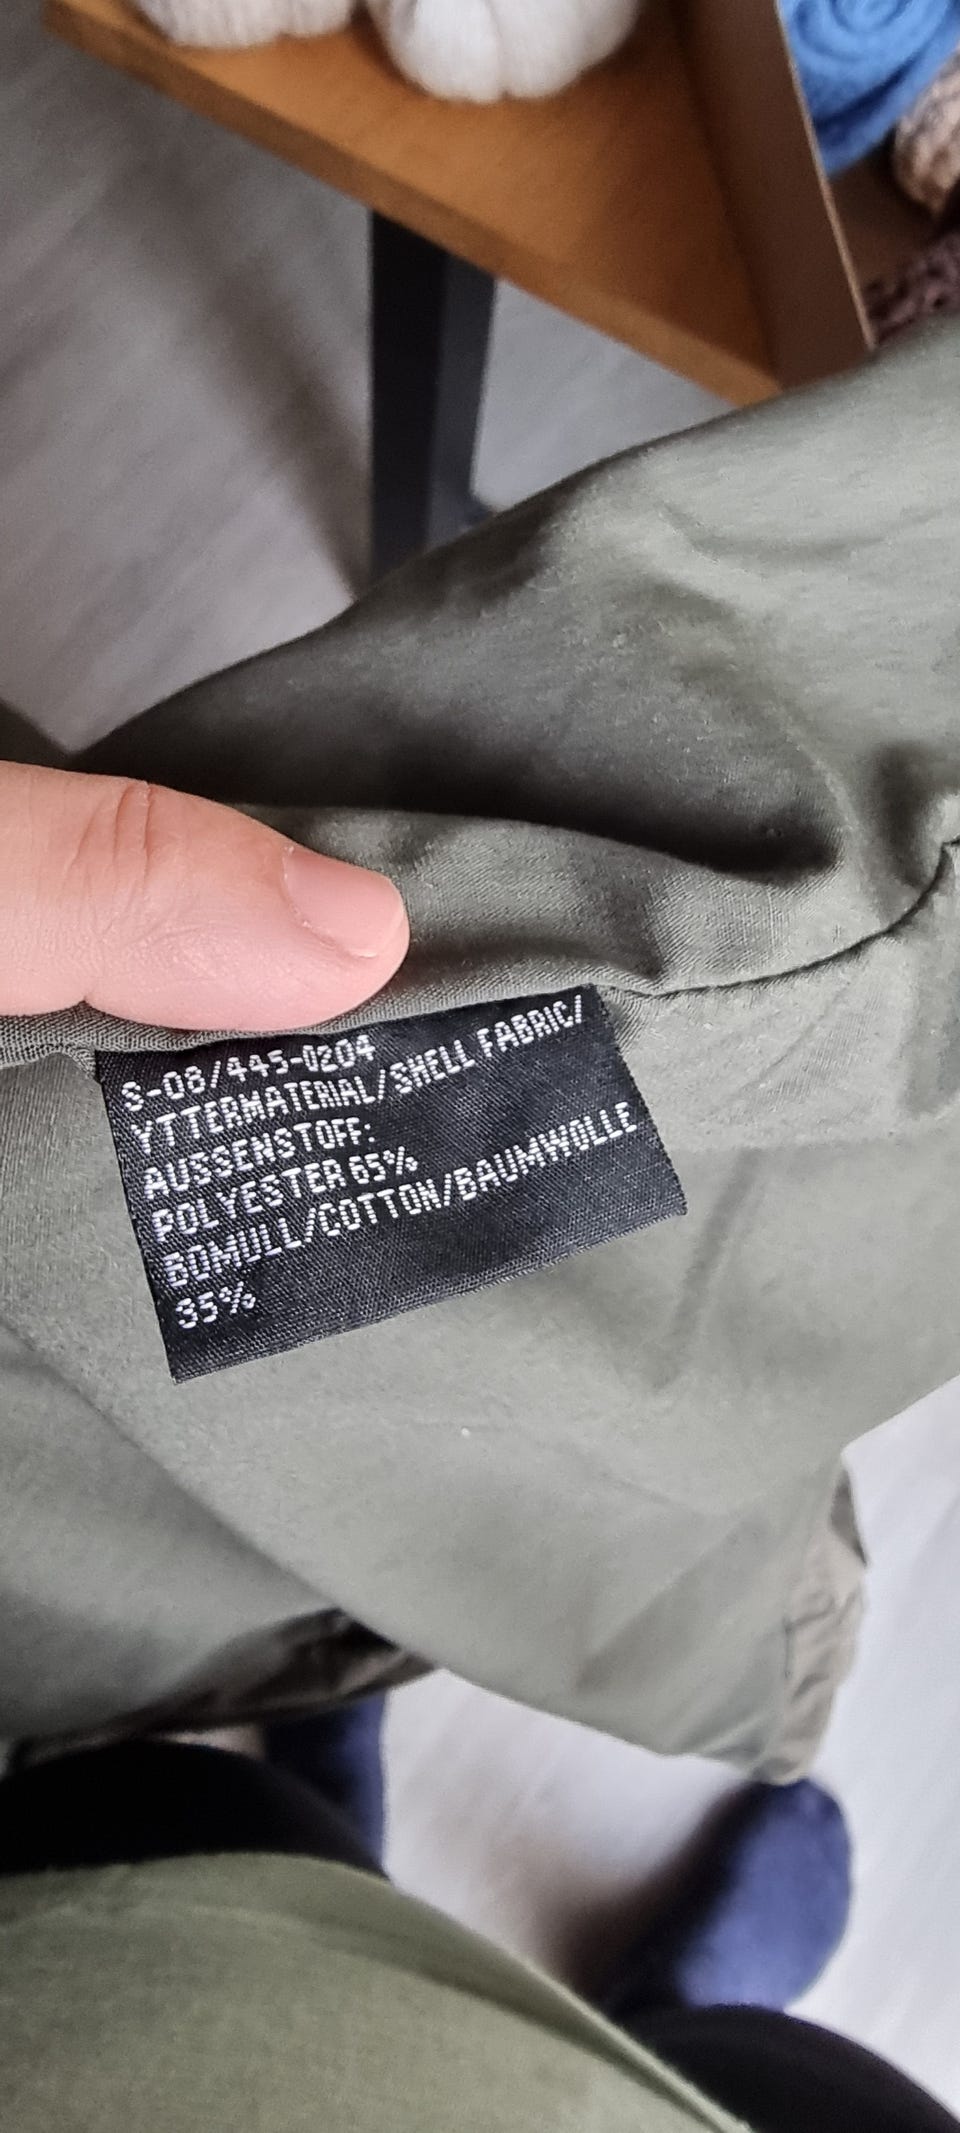 S-08/445-0204
YTTERMATERIAL/SHELL FABRIC/
AUSSENSTOFF:
POLYESTER 65%
BOMULL/COTTON/BAUMWOLLE
35%